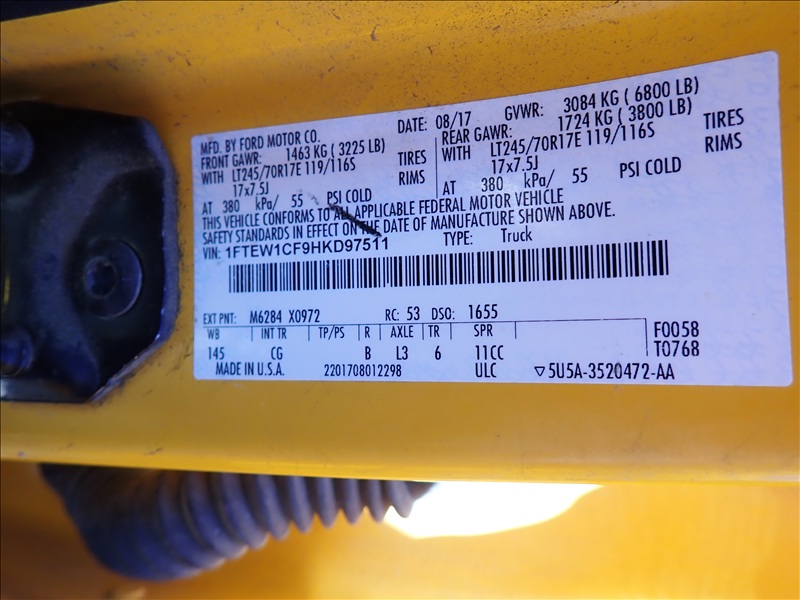 MFD. BY FORD MOTOR CO. DATE: 08/17 GVWR: 3084 KG ( 6800 LB)
FRONT GAWR: 1463 KG ( 3225 LB) REAR GAWR: 1724 KG ( 3800 LB)
WITH LT245/70R17E 119/116S TIRES WITH LT245/70R17E 119/116S TIRES
17x7.5J RIMS 17x7.5J RIMS
AT 380 kPa/ 55 PSI COLD AT 380 kPa/ 55 PSI COLD
THIS VEHICLE CONFORMS TO ALL APPLICABLE FEDERAL MOTOR VEHICLE
SAFETY STANDARDS IN EFFECT ON THE DATE OF MANUFACTURE SHOWN ABOVE.
VIN: 1FTEW1CF9HKD97511 TYPE: Truck
EXT PNT: M6284 X0972 RC: 53 DSO: 1655
WB INT TR TP/PS R AXLE TR SPR F0058
145 CG B L3 6 11CC T0768
MADE IN U.S.A. 2201708012298 ULC ▽5U5A-3520472-AA